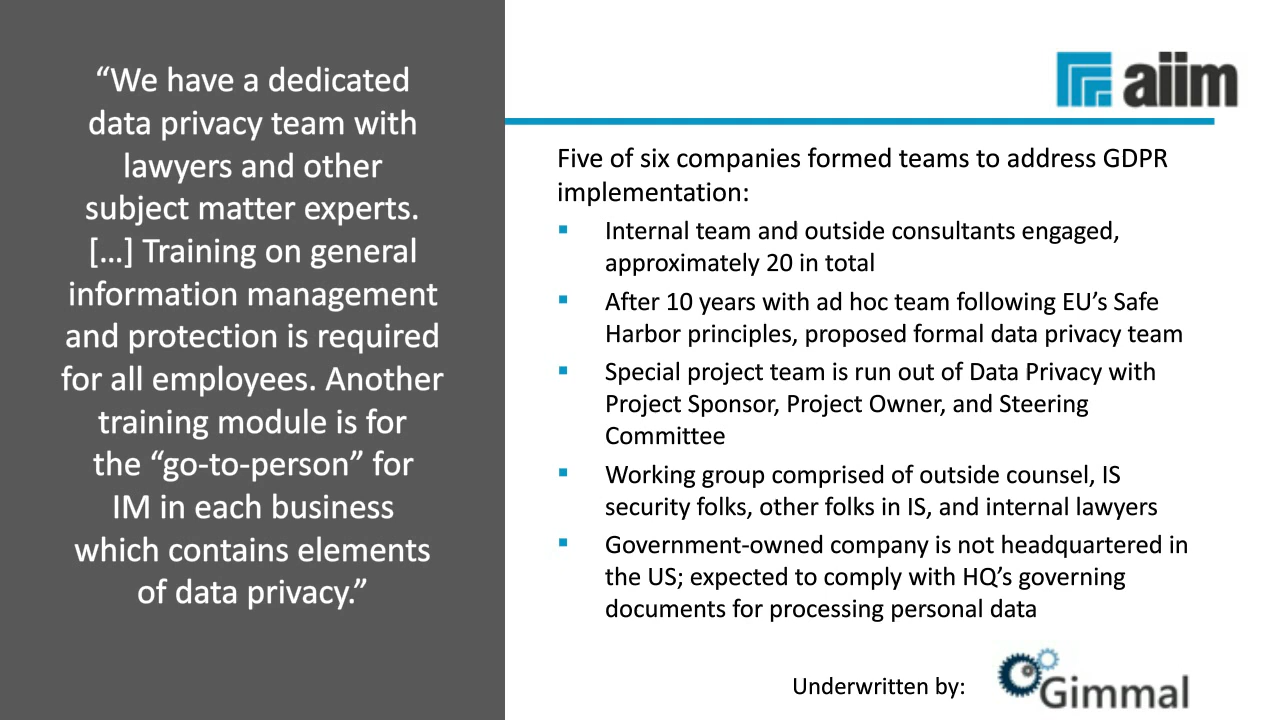 “We have a dedicated
data privacy team with
lawyers and other
subject matter experts.
[…] Training on general
information management
and protection is required
for all employees. Another
training module is for
the “go-to-person” for
IM in each business
which contains elements
of data privacy.”
aiim
Five of six companies formed teams to address GDPR
implementation:
▪ Internal team and outside consultants engaged,
approximately 20 in total
▪ After 10 years with ad hoc team following EU’s Safe
Harbor principles, proposed formal data privacy team
▪ Special project team is run out of Data Privacy with
Project Sponsor, Project Owner, and Steering
Committee
▪ Working group comprised of outside counsel, IS
security folks, other folks in IS, and internal lawyers
▪ Government-owned company is not headquartered in
the US; expected to comply with HQ’s governing
documents for processing personal data
Underwritten by:
Gimmal